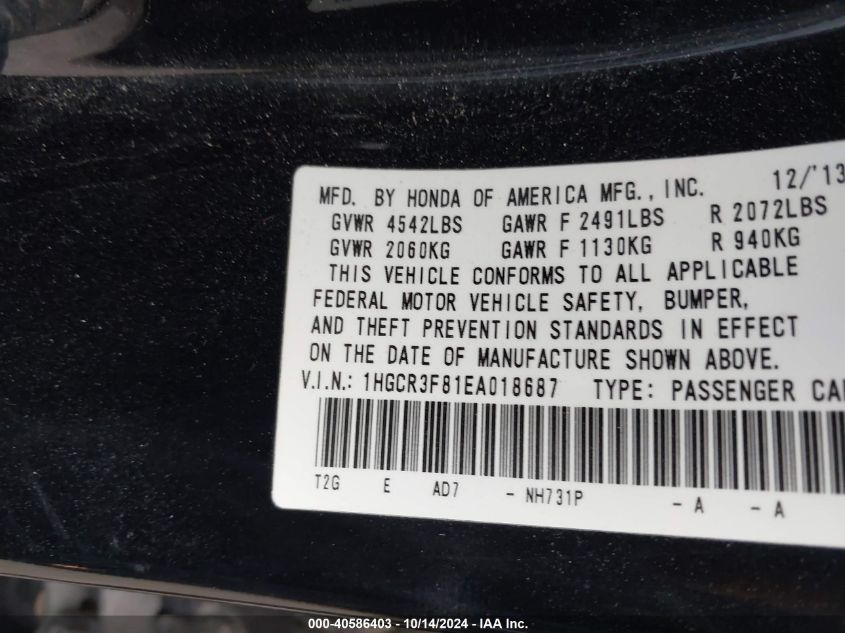 MFD. BY HONDA OF AMERICA MFG., INC. 12/'13
GVWR 4542LBS GAWR F 2491LBS R 2072LBS
GVWR 2060KG GAWR F 1130KG R 940KG
THIS VEHICLE CONFORMS TO ALL APPLICABLE
FEDERAL MOTOR VEHICLE SAFETY, BUMPER,
AND THEFT PREVENTION STANDARDS IN EFFECT
ON THE DATE OF MANUFACTURE SHOWN ABOVE.
V.I.N.: 1HGCR3F81EA018687 TYPE: PASSENGER CA
T2G E AD7 - NH731P - A - A
000-40586403 - 10/14/2024 - IAA Inc.